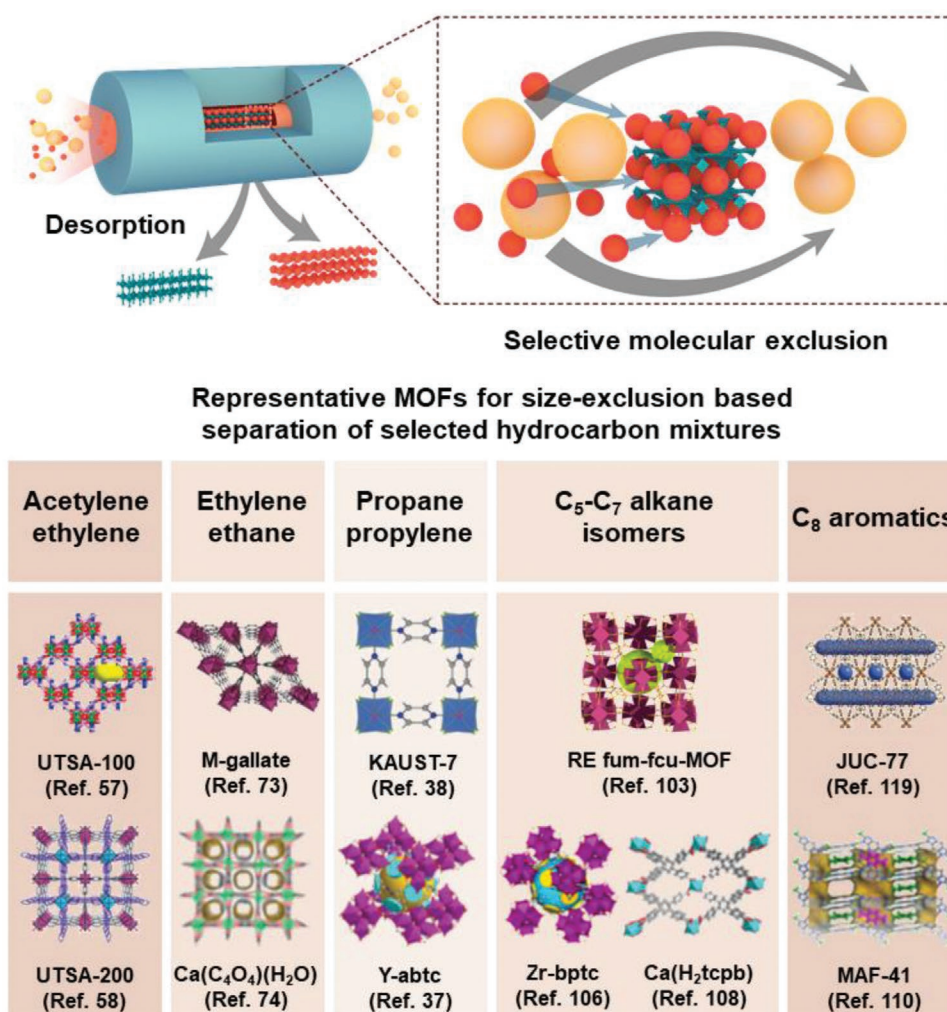 Desorption
Selective molecular exclusion
Representative MOFs for size-exclusion based
separation of selected hydrocarbon mixtures
Acetylene
ethylene
Ethylene
ethane
Propane
propylene
C₅-C₇ alkane
isomers
C₈ aromatics
UTSA-100
(Ref. 57)
M-gallate
(Ref. 73)
KAUST-7
(Ref. 38)
RE fum-fcu-MOF
(Ref. 103)
JUC-77
(Ref. 119)
UTSA-200
(Ref. 58)
Ca(C₄O₄)(H₂O)
(Ref. 74)
Y-abtc
(Ref. 37)
Zr-bptc
(Ref. 106)
Ca(H₂tcpb)
(Ref. 108)
MAF-41
(Ref. 110)